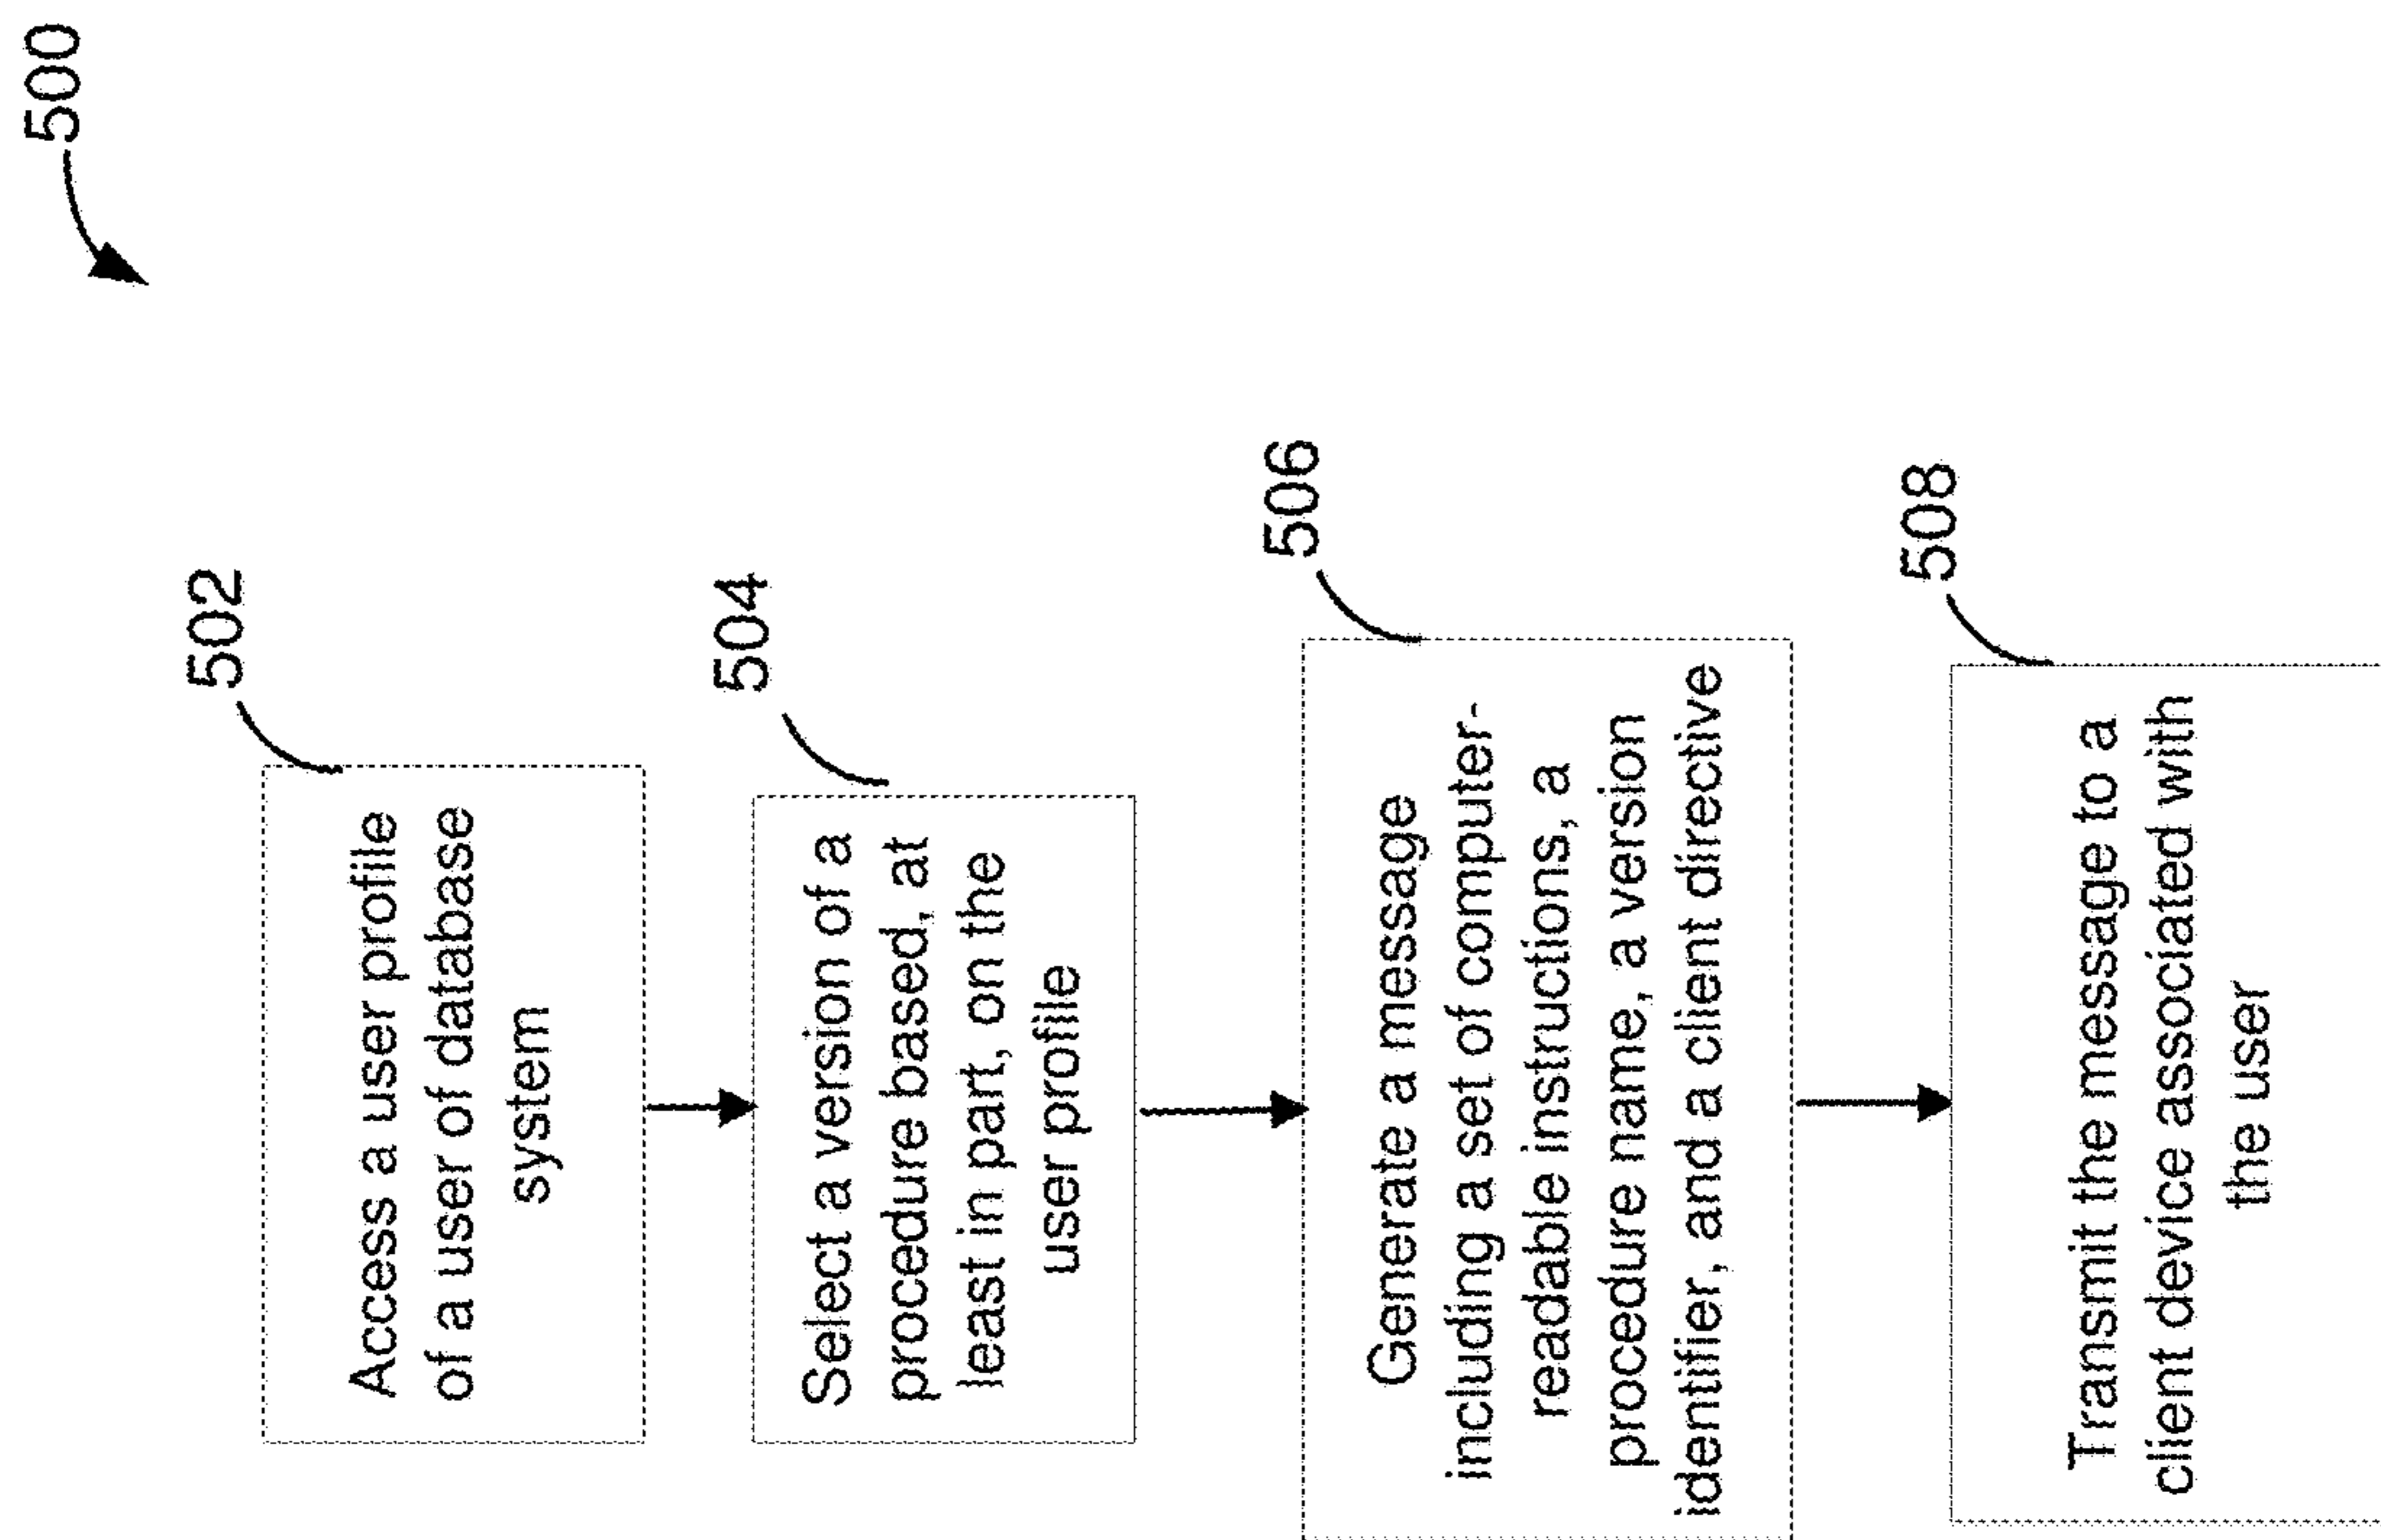 500
502
Access a user profile
of a user of database
system
504
Select a version of a
procedure based, at
least in part, on the
user profile
506
Generate a message
including a set of computer-
readable instructions, a
procedure name, a version
identifier, and a client directive
508
Transmit the message to a
client device associated with
the user